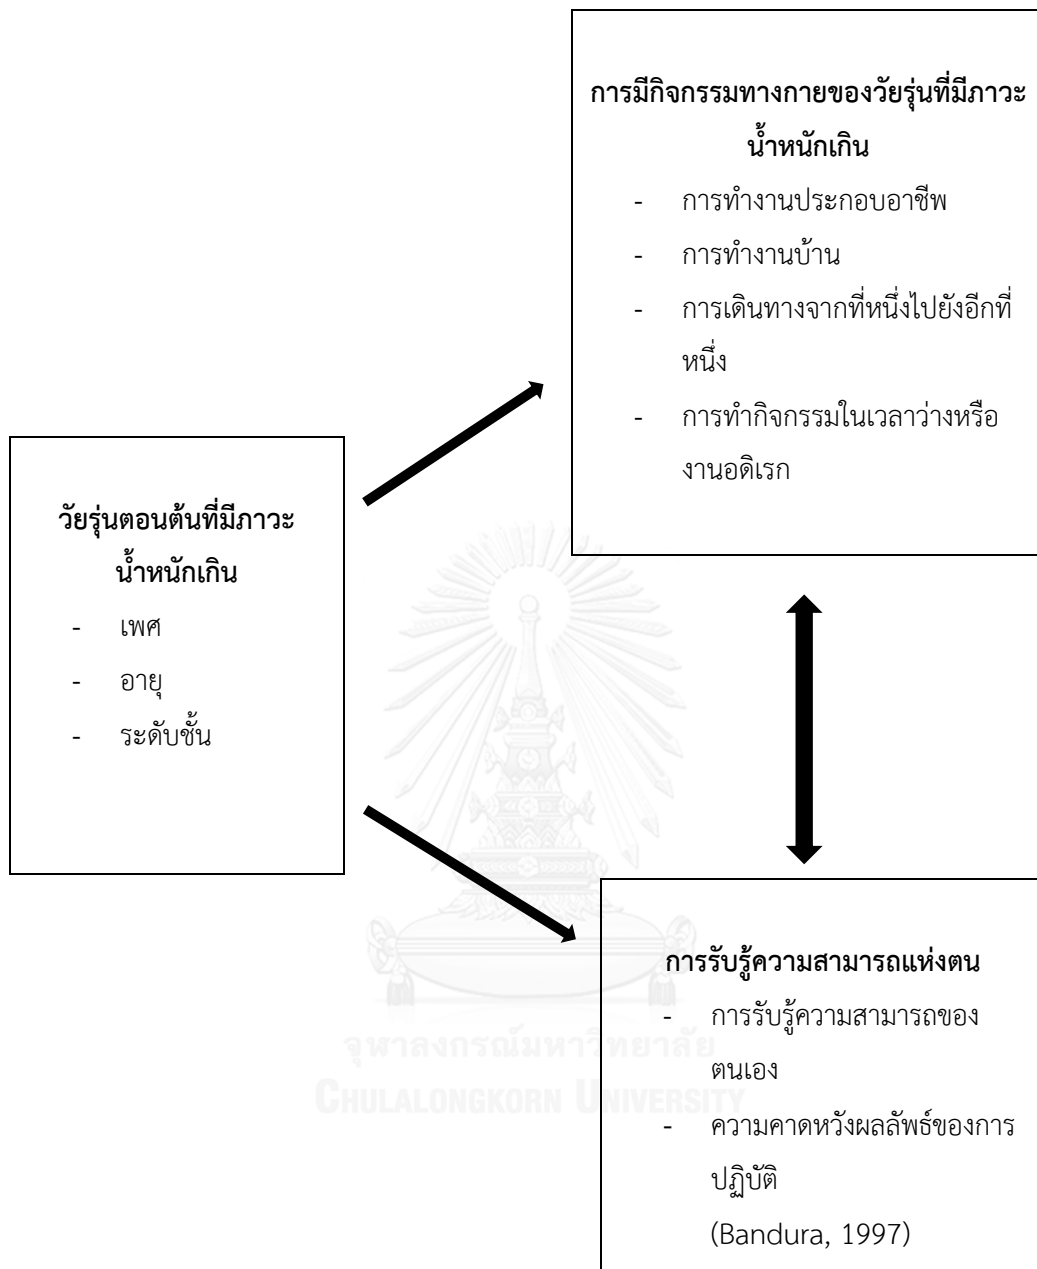 การมีกิจกรรมทางกายของวัยรุ่นที่มีภาวะ
น้ำหนักเกิน
- การทำงานประกอบอาชีพ
- การทำงานบ้าน
- การเดินทางจากที่หนึ่งไปยังอีกที่
หนึ่ง
- การทำกิจกรรมในเวลาว่างหรือ
งานอดิเรก
วัยรุ่นตอนต้นที่มีภาวะ
น้ำหนักเกิน
- เพศ
- อายุ
- ระดับชั้น
การรับรู้ความสามารถแห่งตน
- การรับรู้ความสามารถของ
ตนเอง
- ความคาดหวังผลลัพธ์ของการ
ปฏิบัติ
(Bandura, 1997)
จุฬาลงกรณ์มหาวิทยาลัย
CHULALONGKORN UNIVERSITY